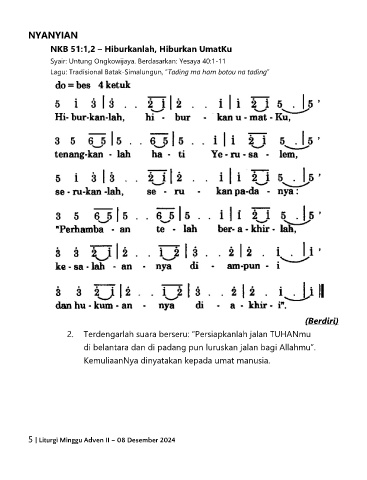 NYANYIAN
NKB 51:1,2 – Hiburkanlah, Hiburkan UmatKu
Syair: Untung Ongkowijaya. Berdasarkan: Yesaya 40:1-11
Lagu: Tradisional Batak-Simalungun, "Tading ma ham botou na tading"
do = bes 4 ketuk
5 i 3 | 3 . . 2 i | 2 . . i | i 2 i 5 . | 5 '
Hi- bur-kan-lah, hi - bur - kan u - mat - Ku,
3 5 6 5 | 5 . . 6 5 | 5 . . i | i 2 i 5 . | 5 '
tenang-kan - lah ha - ti Ye - ru - sa - lem,
5 i 3 | 3 . . 2 i | 2 . . i | i 2 i 5 . | 5 '
se - ru-kan -lah, se - ru - kan pa-da - nya :
3 5 6 5 | 5 . . 6 5 | 5 . . i | i 2 i 5 . | 5 '
"Perhamba - an te - lah ber- a - khir - lah,
3 3 2 i | 2 . . i 2 | 3 . . 2 | 2 . i . | i '
ke - sa - lah - an - nya di - am-pun - i
3 3 2 i | 2 . . i 2 | 3 . . 2 | 2 . i . | i ||
dan hu - kum - an - nya di - a - khir - i".
(Berdiri)
2. Terdengarlah suara berseru: "Persiapkanlah jalan TUHANmu
di belantara dan di padang pun luruskan jalan bagi Allahmu".
KemuliaanNya dinyatakan kepada umat manusia.
5 | Liturgi Minggu Adven II – 08 Desember 2024